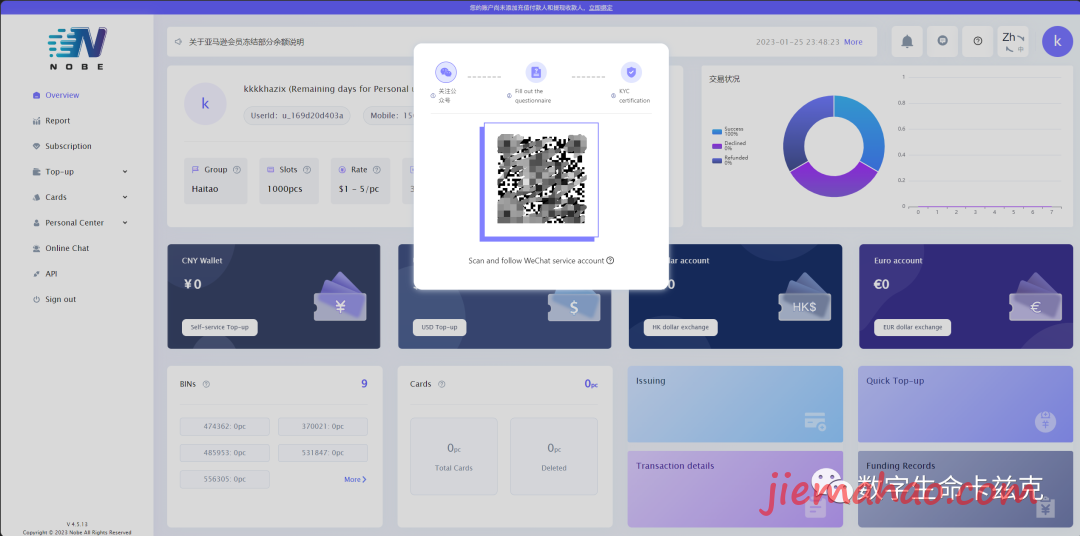 您的账户尚未追加充值付款人和提现收款人。立即绑定
NOBE
关于亚马逊会员冻结部分余额说明
2023-01-25 23:48:23 More
Zh
k
Overview
Report
Subscription
Top-up
Cards
Personal Center
Online Chat
API
Sign out
V 4.5.13
Copyright © 2023 Nobe All Rights Reserved
k
kkkkhazix (Remaining days for Personal
UserId: u_169d20d403a
Mobile: 15
Group
Haitao
Slots
1000pcs
Rate
$1 - 5/pc
关注公众号
Fill out the questionnaire
KYC certification
Scan and follow WeChat service account
交易状况
Success
100%
Declined
0%
Refunded
0%
1
0.8
0.6
0.4
0.2
0
0 1 2 3 4 5 6 7
CNY Wallet
¥0
¥
Self-service Top-up
$
USD Top-up
lar account
0
HK$
HK dollar exchange
Euro account
€0
€
EUR dollar exchange
BINs
9
474362: 0pc
370021: 0pc
485953: 0pc
531847: 0pc
556305: 0pc
More
Cards
0pc
0pc
Total Cards
0pc
Deleted
Issuing
Quick Top-up
Transaction details
Funding Records
数字生命卡兹克
jiemahao.com